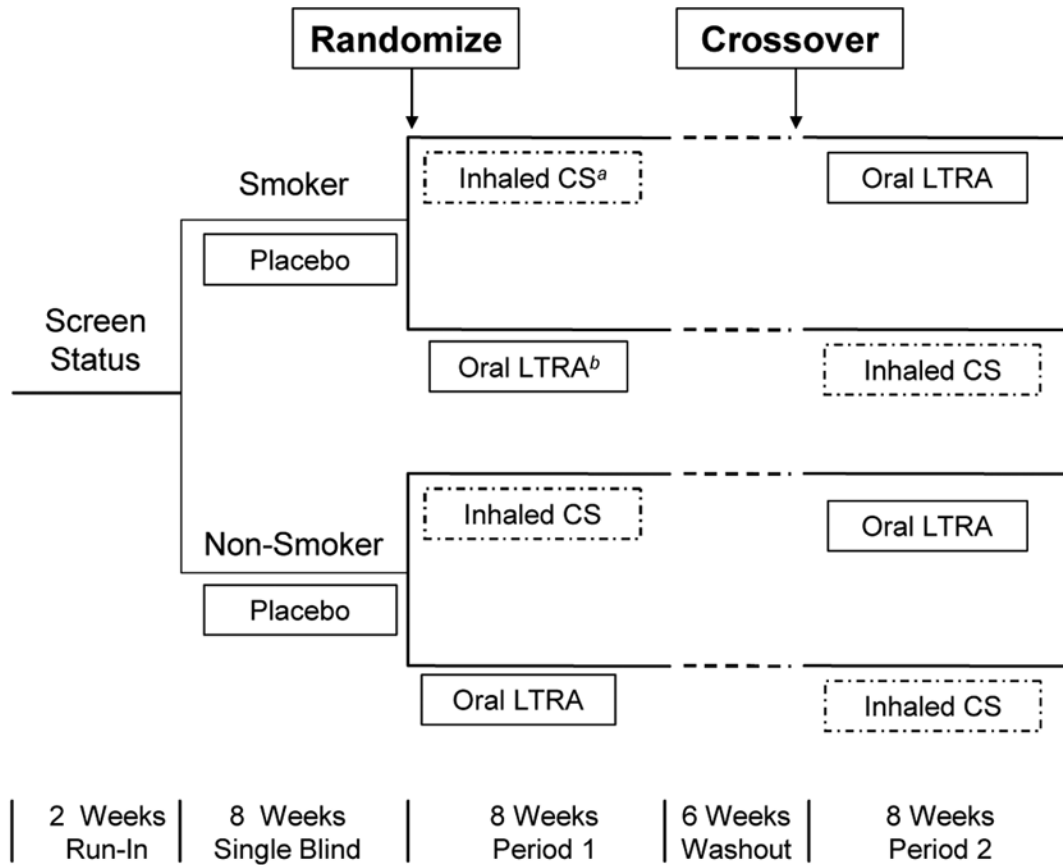 Randomize
Crossover
Smoker
Inhaled CSᵃ
Oral LTRA
Placebo
Screen
Status
Oral LTRAᵇ
Inhaled CS
Non-Smoker
Inhaled CS
Oral LTRA
Placebo
Oral LTRA
Inhaled CS
2 Weeks
Run-In
8 Weeks
Single Blind
8 Weeks
Period 1
6 Weeks
Washout
8 Weeks
Period 2